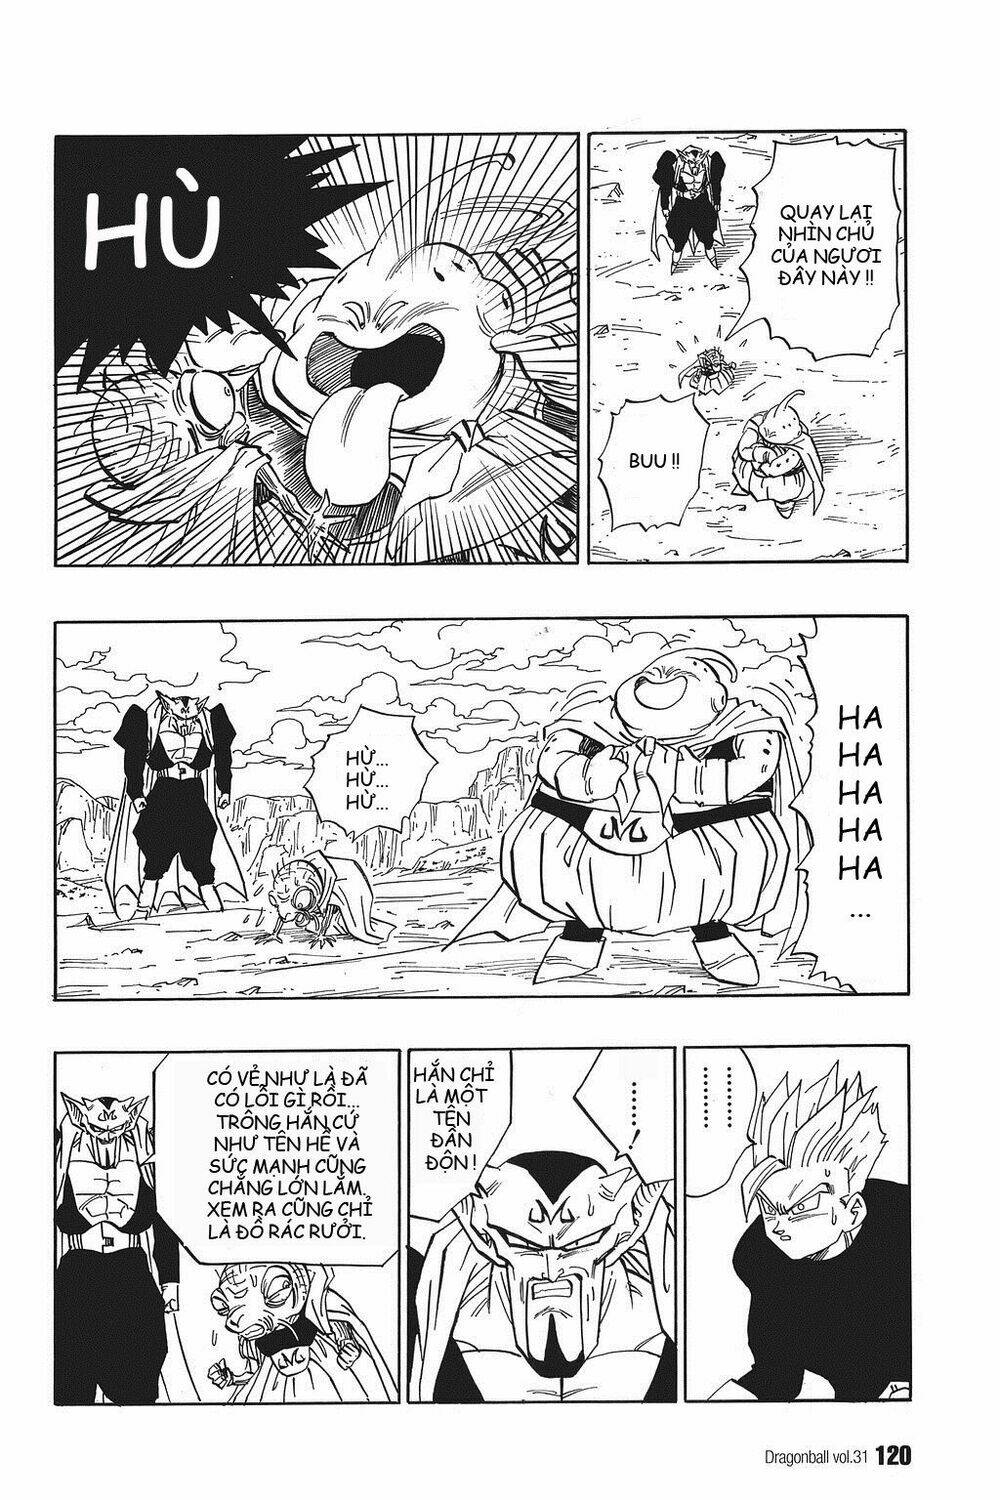 QUAY LẠI
NHÌN CHỦ
CỦA NGƯƠI
ĐÂY NÀY !!
BUU !!
HÙ
HA
HA
HA
HA
HA
...
HỪ...
HỪ...
HỪ...
......
......!
HẮN CHỈ
LÀ MỘT
TÊN
ĐẦN
ĐỘN !
CÓ VẺ NHƯ LÀ ĐÃ
CÓ LỖI GÌ RỒI...
TRÔNG HẮN CỨ
NHƯ TÊN HỀ VÀ
SỨC MẠNH CŨNG
CHẲNG LỚN LẮM.
XEM RA CŨNG CHỈ
LÀ ĐỒ RÁC RƯỞI.
Dragonball vol.31 120